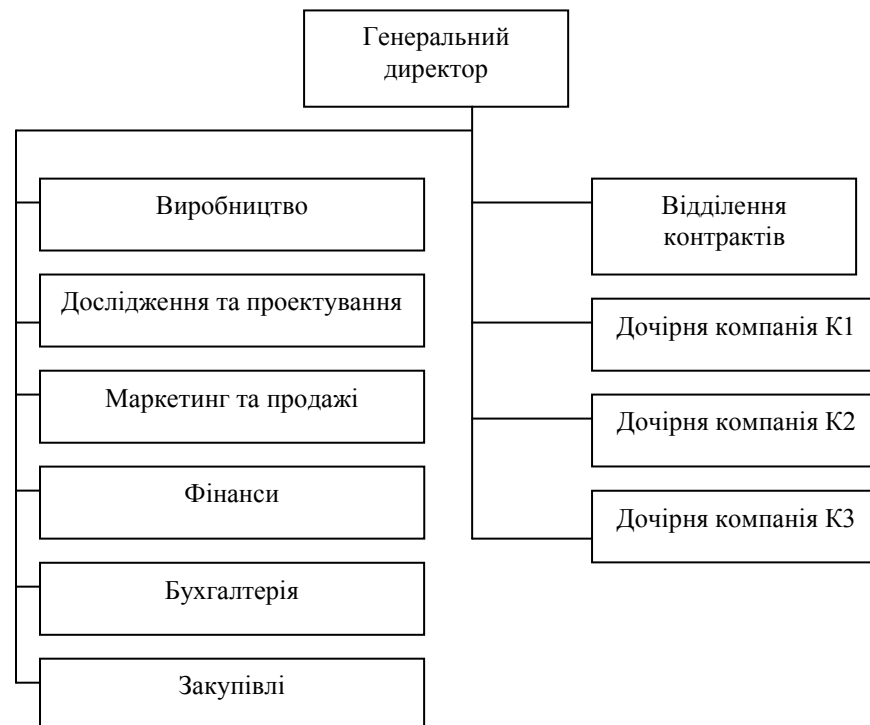 Генеральний
директор
Виробництво
Дослідження та проектування
Маркетинг та продажі
Фінанси
Бухгалтерія
Закупівлі
Відділення
контрактів
Дочірня компанія К1
Дочірня компанія К2
Дочірня компанія К3